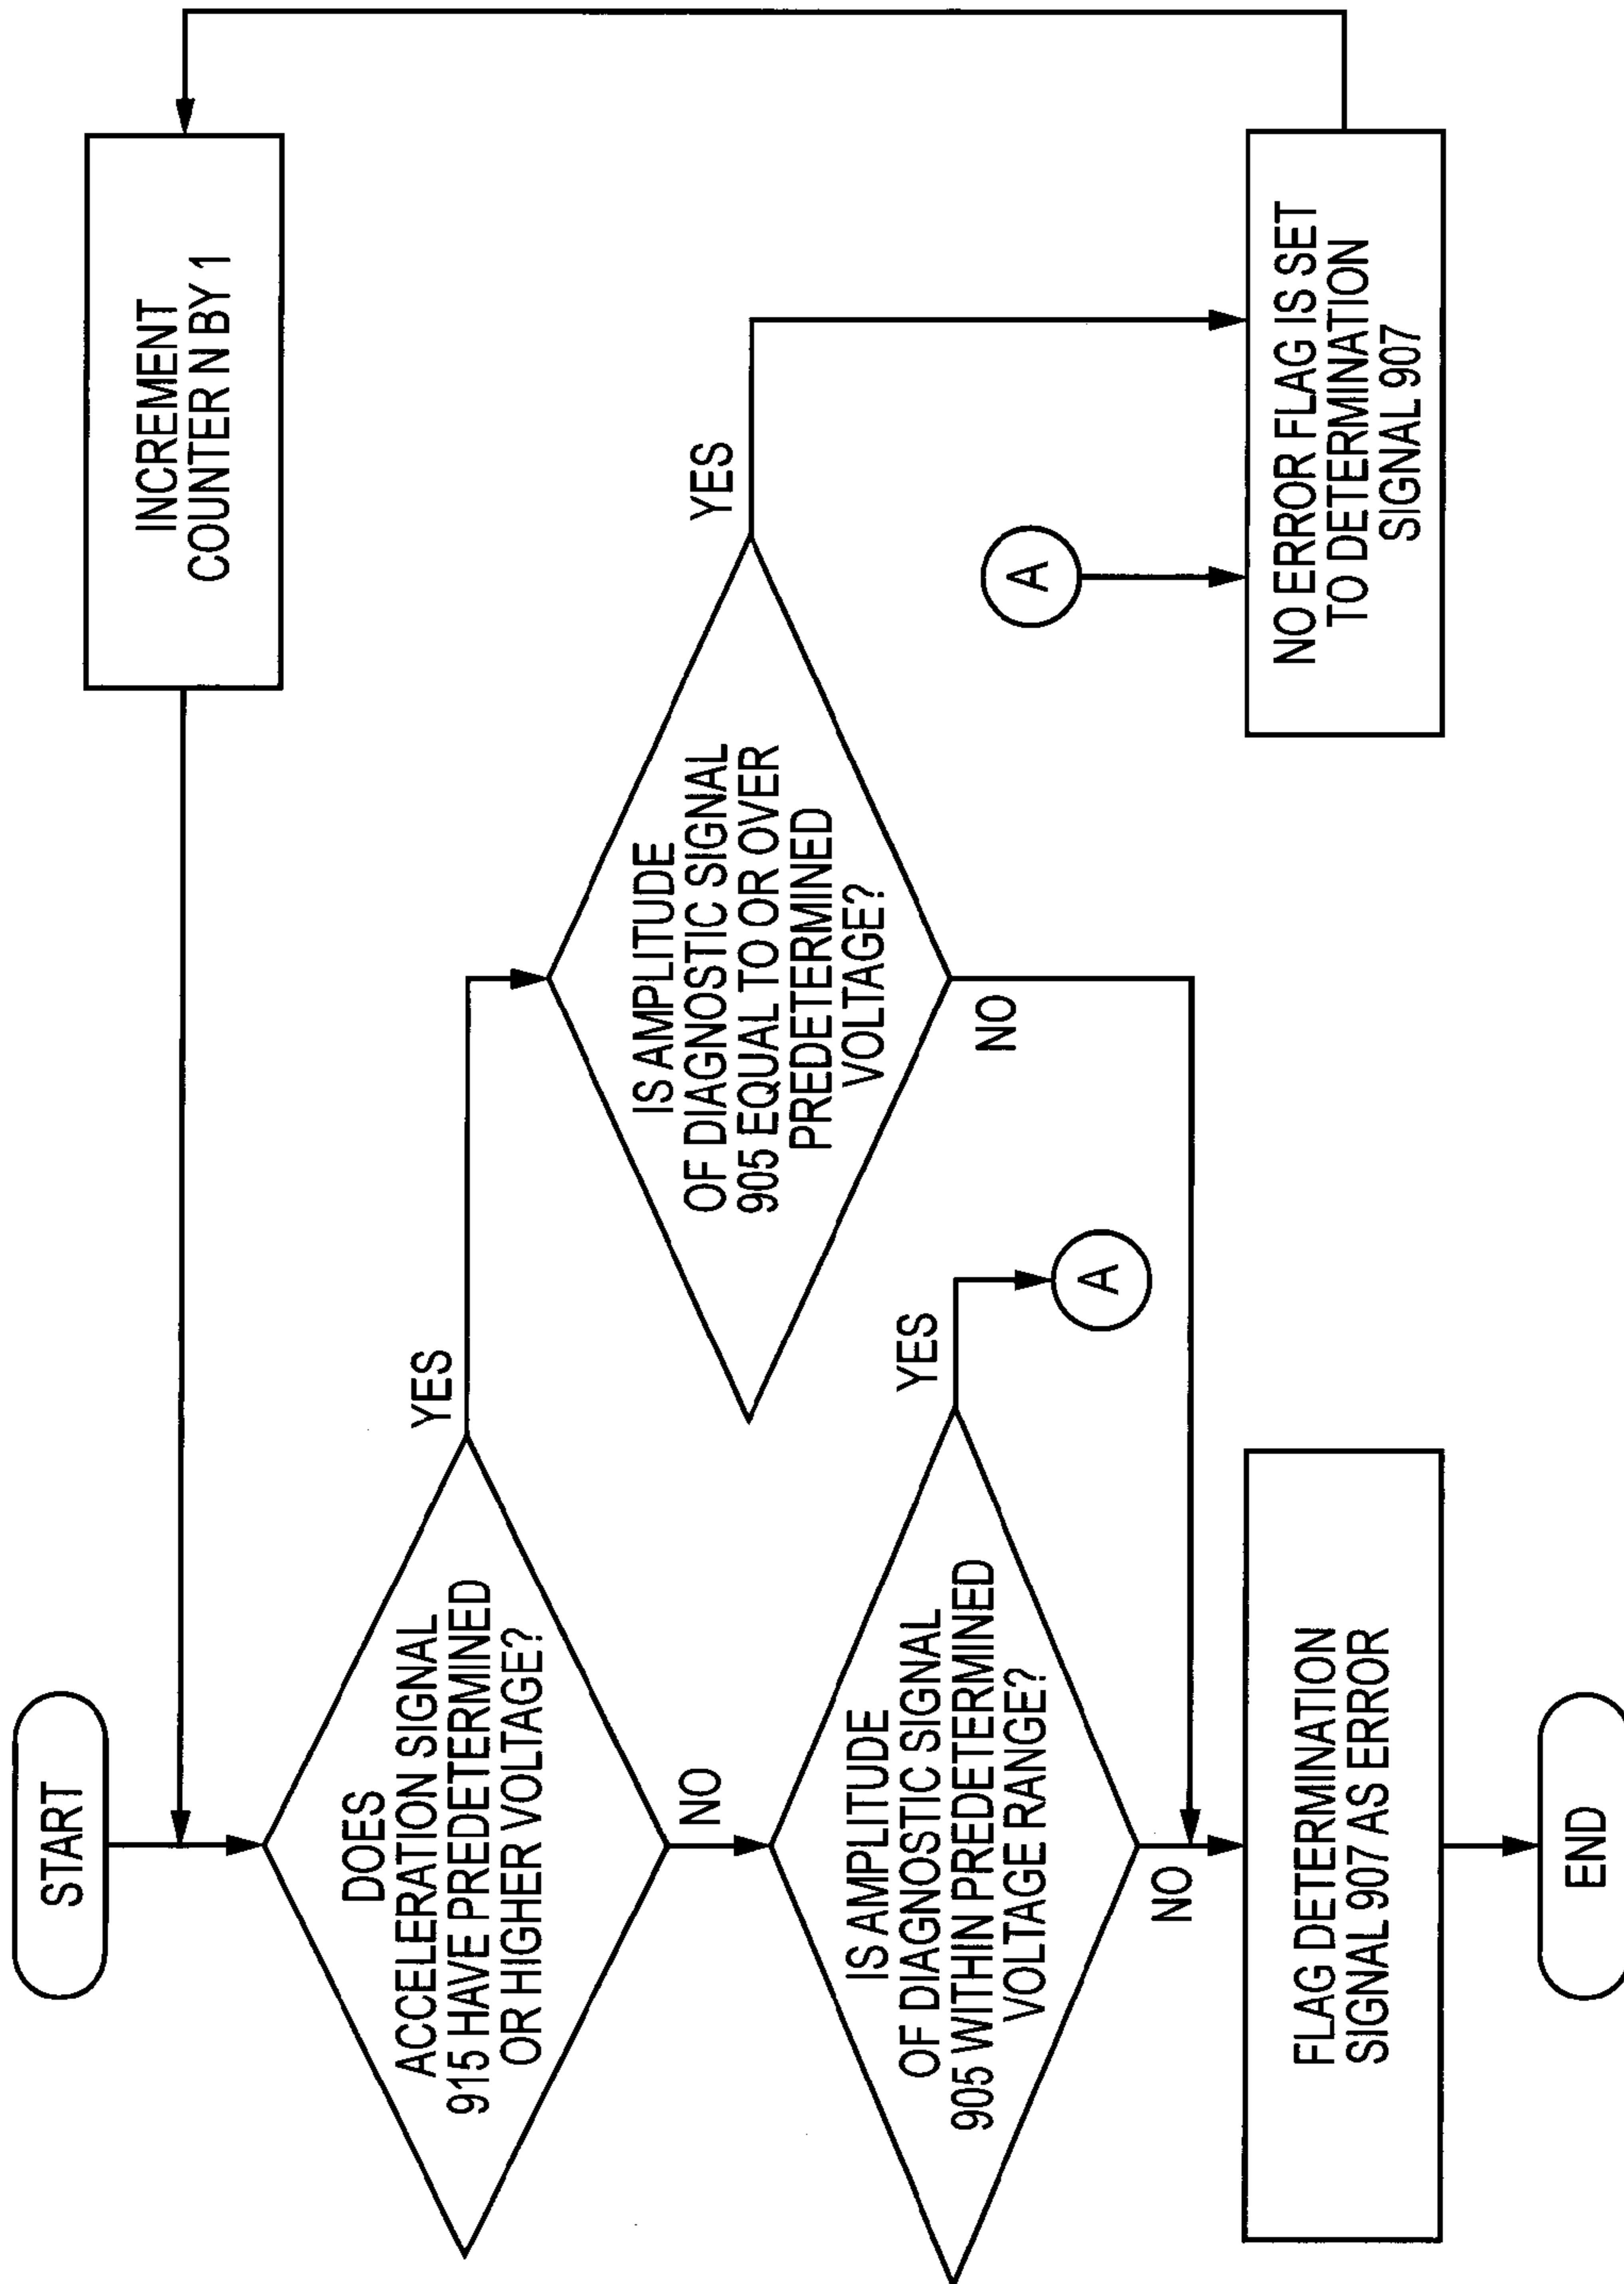 START
INCREMENT
COUNTER N BY 1
DOES
ACCELERATION SIGNAL
915 HAVE PREDETERMINED
OR HIGHER VOLTAGE?
YES
NO
IS AMPLITUDE
OF DIAGNOSTIC SIGNAL
905 EQUAL TO OR OVER
PREDETERMINED
VOLTAGE?
YES
NO
IS AMPLITUDE
OF DIAGNOSTIC SIGNAL
905 WITHIN PREDETERMINED
VOLTAGE RANGE?
YES
A
NO
A
FLAG DETERMINATION
SIGNAL 907 AS ERROR
NO ERROR FLAG IS SET
TO DETERMINATION
SIGNAL 907
END